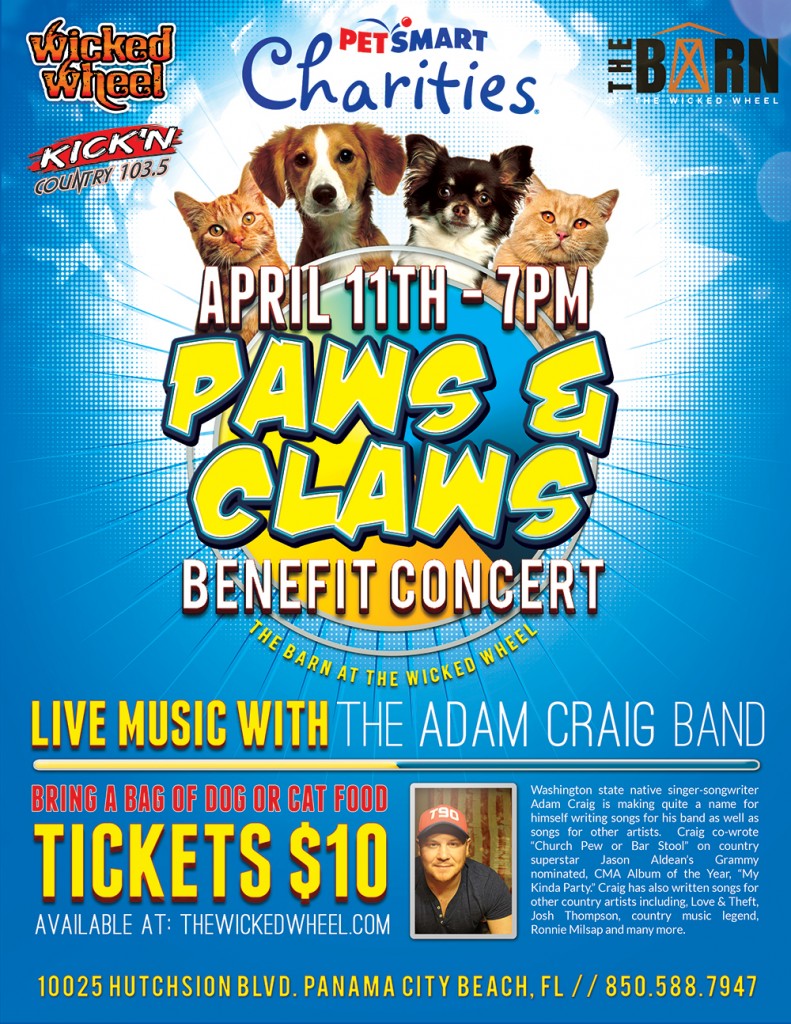 Wicked
Wheel
PETSMART
Charities
THE BARN
AT THE WICKED WHEEL
KICK'N
COUNTRY 103.5
APRIL 11TH - 7PM
PAWS &
CLAWS
BENEFIT CONCERT
THE BARN AT THE WICKED WHEEL
LIVE MUSIC WITH THE ADAM CRAIG BAND
BRING A BAG OF DOG OR CAT FOOD
TICKETS $10
AVAILABLE AT: THEWICKEDWHEEL.COM
T90
Washington state native singer-songwriter
Adam Craig is making quite a name for
himself writing songs for his band as well as
songs for other artists. Craig co-wrote
"Church Pew or Bar Stool" on country
superstar Jason Aldean's Grammy
nominated, CMA Album of the Year, "My
Kinda Party." Craig has also written songs for
other country artists including, Love & Theft,
Josh Thompson, country music legend,
Ronnie Milsap and many more.
10025 HUTCHSION BLVD. PANAMA CITY BEACH, FL // 850.588.7947